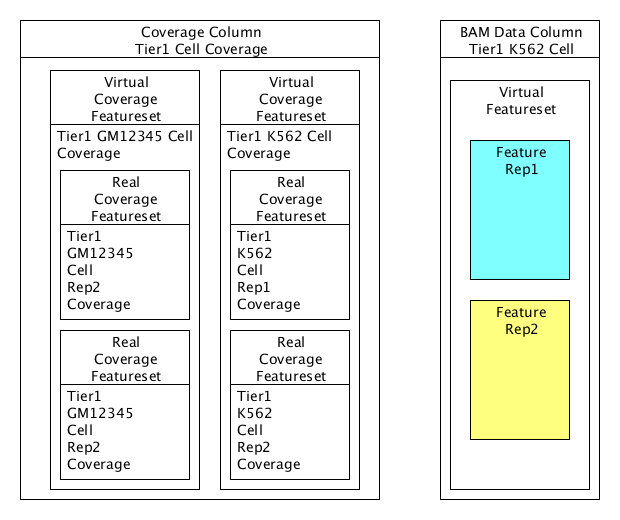 Coverage Column
Tier1 Cell Coverage
Virtual
Coverage
Featureset
Tier1 GM12345 Cell
Coverage
Real
Coverage
Featureset
Tier1
GM12345
Cell
Rep2
Coverage
Real
Coverage
Featureset
Tier1
GM12345
Cell
Rep2
Coverage
Virtual
Coverage
Featureset
Tier1 K562 Cell
Coverage
Real
Coverage
Featureset
Tier1
K562
Cell
Rep1
Coverage
Real
Coverage
Featureset
Tier1
K562
Cell
Rep2
Coverage
BAM Data Column
Tier1 K562 Cell
Virtual
Featureset
Feature
Rep1
Feature
Rep2